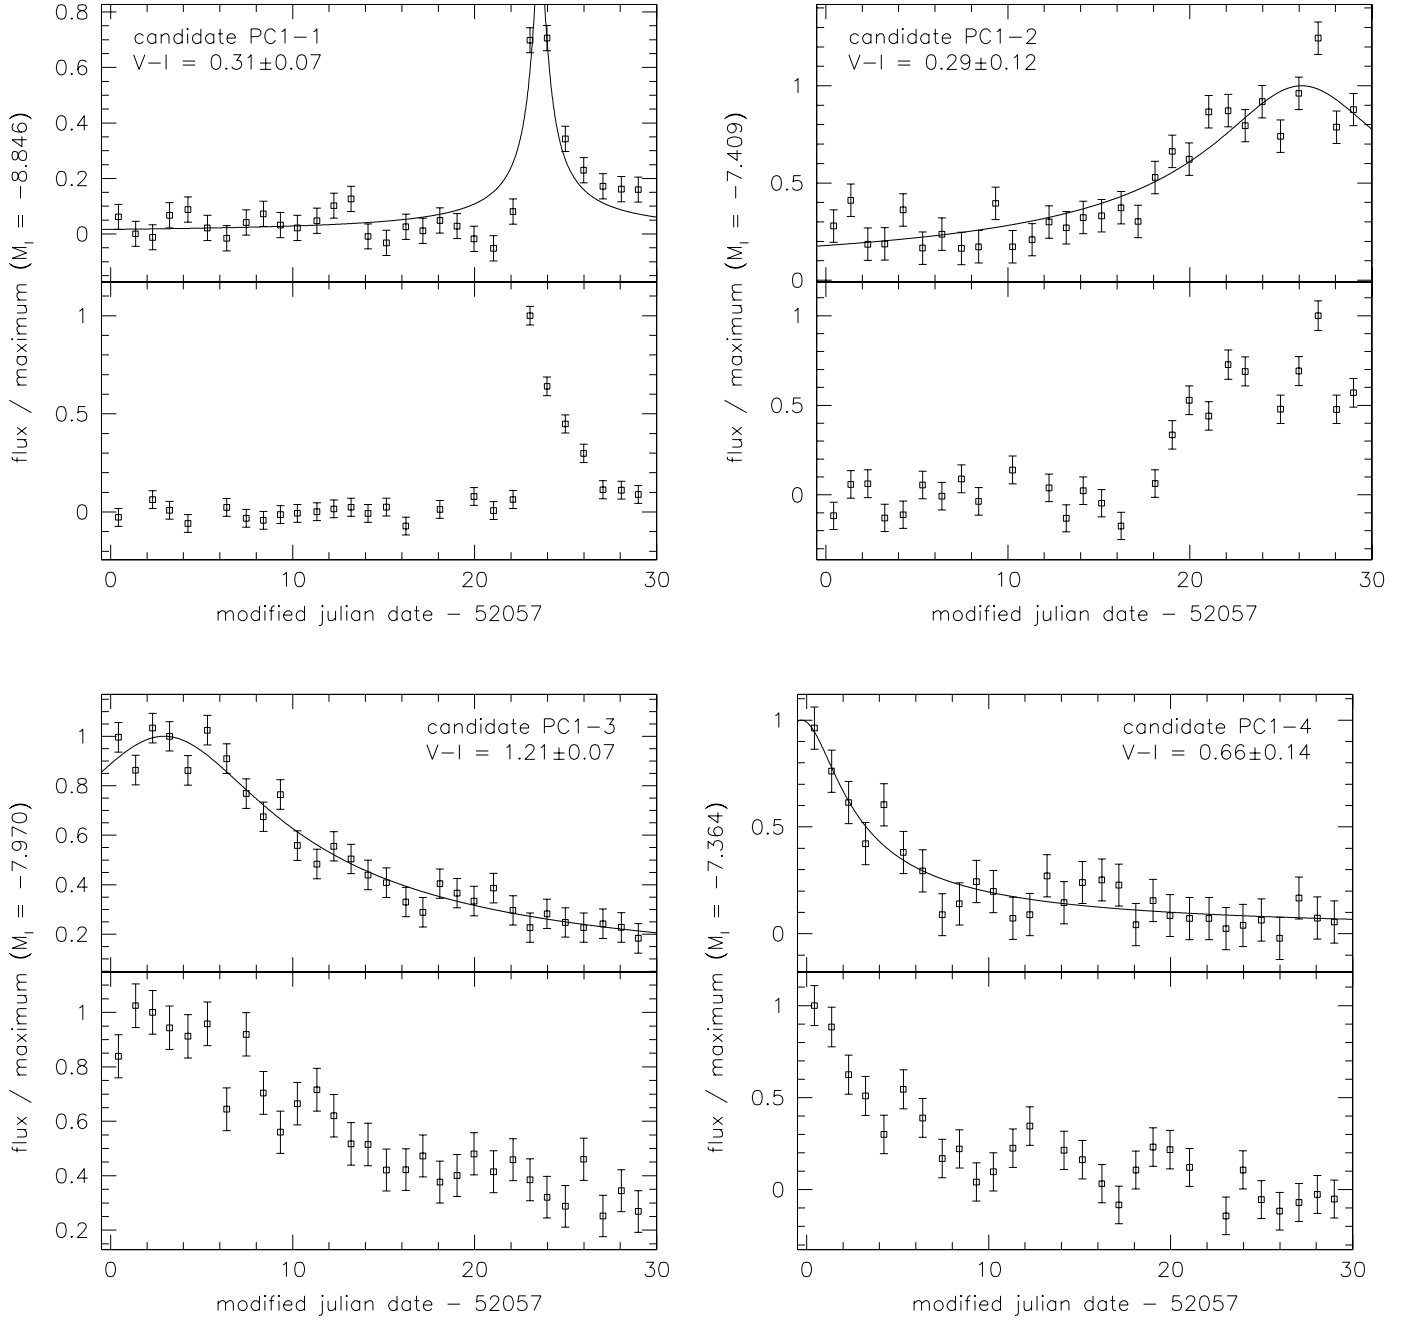 candidate PC1-1
V-I = 0.31±0.07
0.8
0.6
0.4
0.2
0
1
0.5
0
0
10
20
30
flux / maximum (M_I = -8.846)
modified julian date - 52057
candidate PC1-2
V-I = 0.29±0.12
1
0.5
0
1
0.5
0
0
10
20
30
flux / maximum (M_I = -7.409)
modified julian date - 52057
candidate PC1-3
V-I = 1.21±0.07
1
0.8
0.6
0.4
0.2
1
0.8
0.6
0.4
0.2
0
10
20
30
flux / maximum (M_I = -7.970)
modified julian date - 52057
candidate PC1-4
V-I = 0.66±0.14
1
0.5
0
1
0.5
0
0
10
20
30
flux / maximum (M_I = -7.364)
modified julian date - 52057